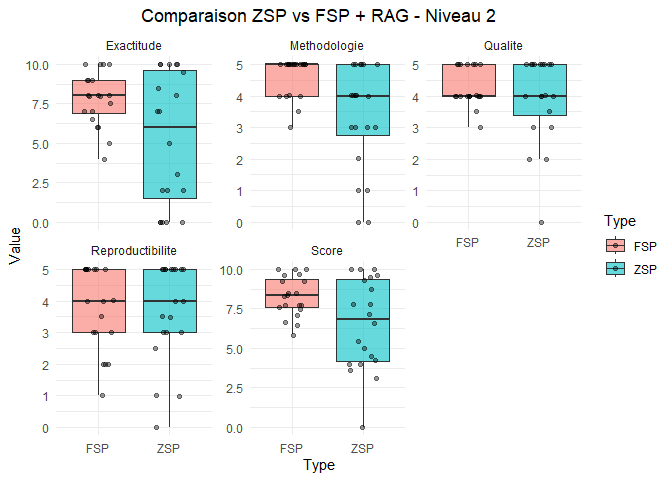 Comparaison ZSP vs FSP + RAG - Niveau 2
Exactitude
Methodologie
Qualite
10.0
7.5
5.0
2.5
0.0
5
4
3
2
1
0
5
4
3
2
1
0
FSP
ZSP
Value
Reproductibilite
Score
5
4
3
2
1
0
10.0
7.5
5.0
2.5
0.0
FSP
ZSP
FSP
ZSP
Type
Type
FSP
ZSP